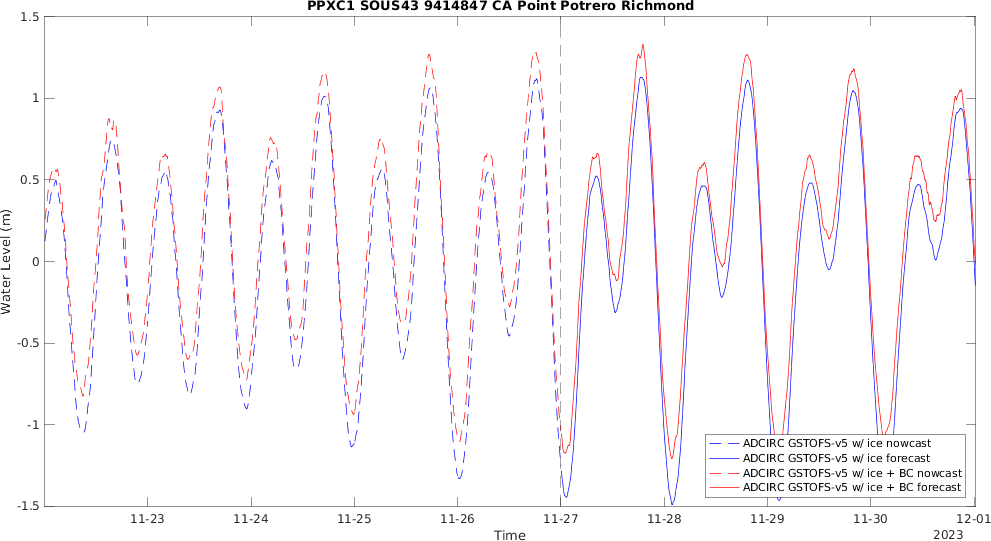 PPXC1 SOUS43 9414847 CA Point Potrero Richmond
1.5
1
0.5
0
-0.5
-1
-1.5
Water Level (m)
11-23
11-24
11-25
11-26
11-27
11-28
11-29
11-30
12-01
Time
2023
ADCIRC GSTOFS-v5 w/ ice nowcast
ADCIRC GSTOFS-v5 w/ ice forecast
ADCIRC GSTOFS-v5 w/ ice + BC nowcast
ADCIRC GSTOFS-v5 w/ ice + BC forecast